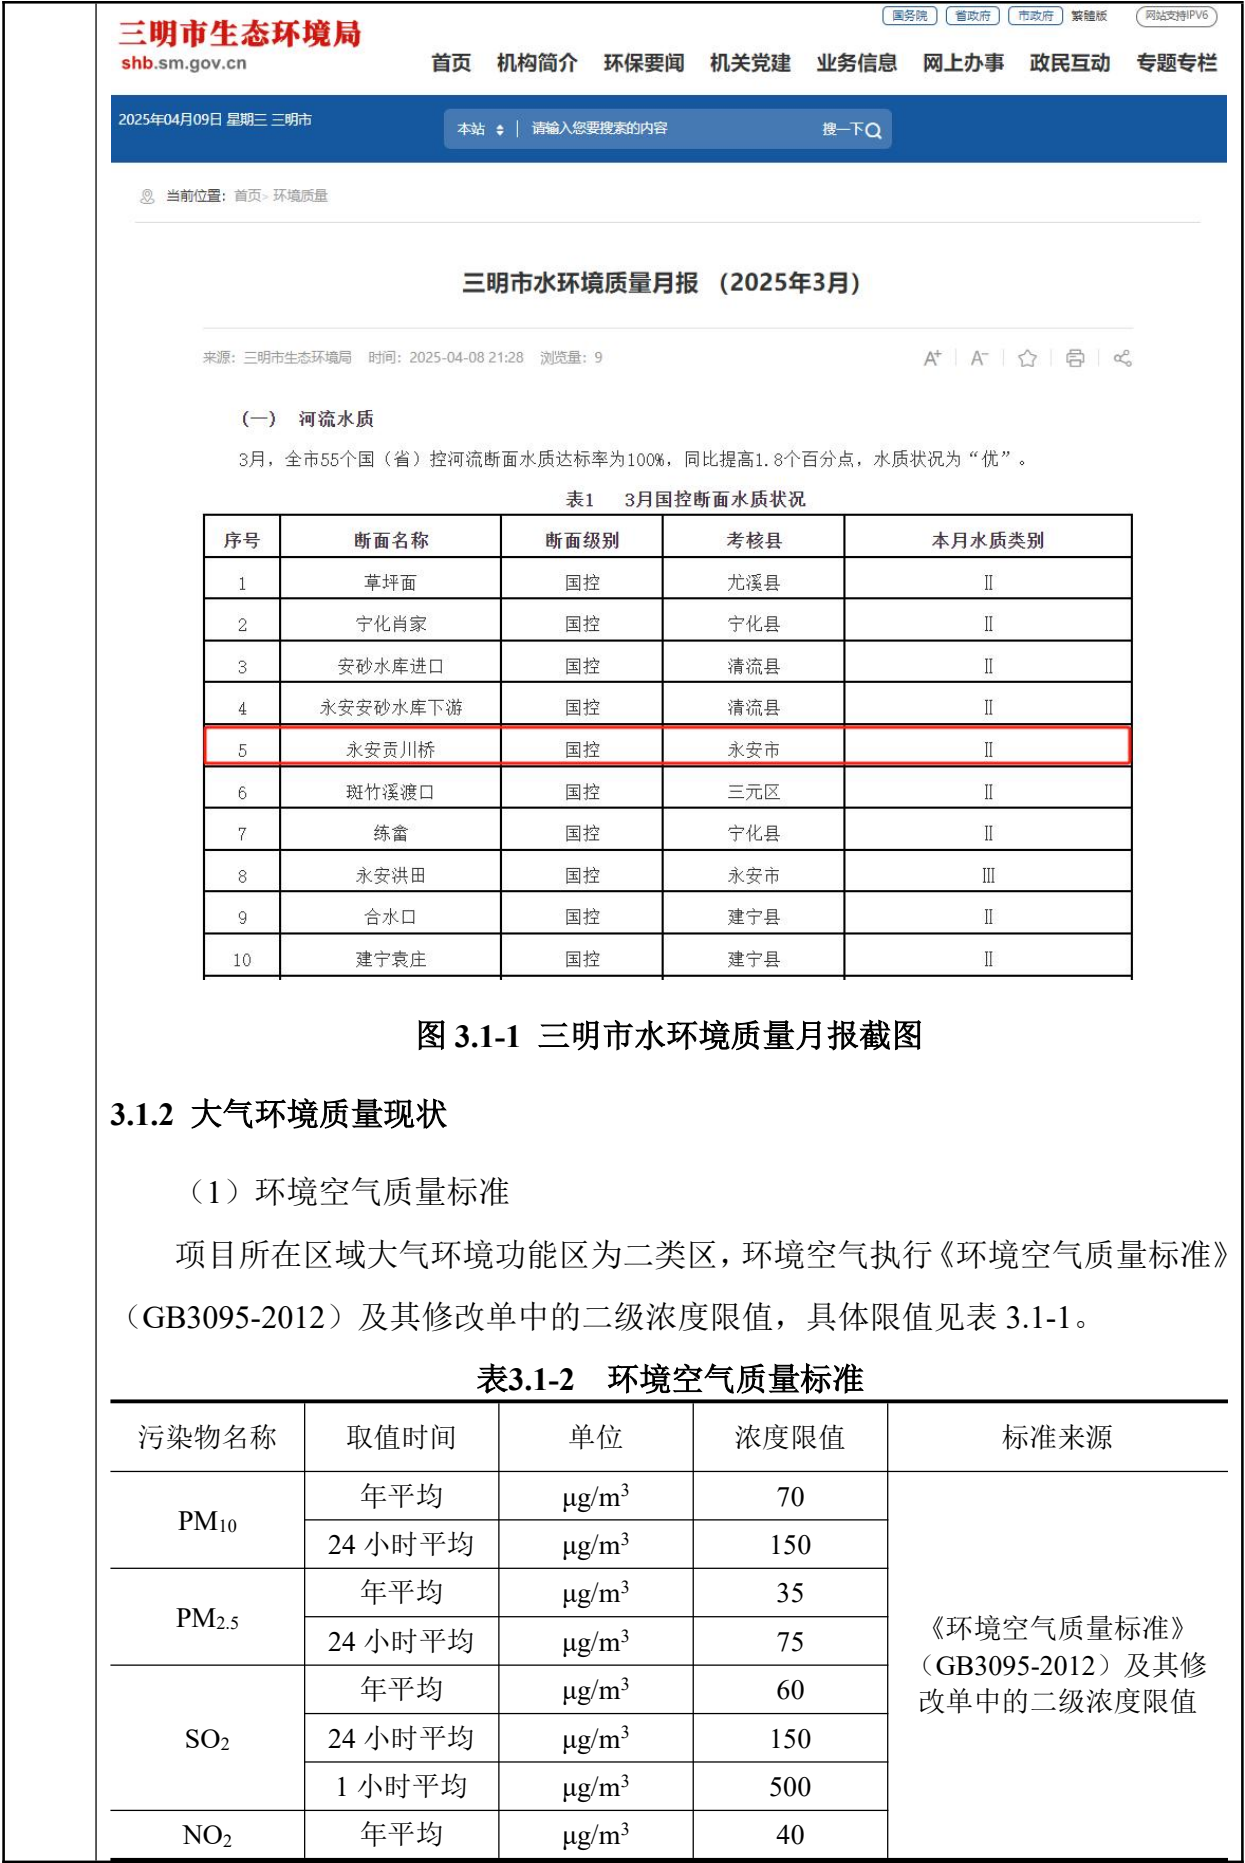 三明市生态环境局
shb.sm.gov.cn
国务院 省政府 市政府 繁體版 网站支持IPV6
首页 机构简介 环保要闻 机关党建 业务信息 网上办事 政民互动 专题专栏
2025年04月09日 星期三 三明市
本站 请输入您要搜索的内容 搜一下
当前位置：首页> 环境质量
三明市水环境质量月报 （2025年3月）
来源：三明市生态环境局 时间：2025-04-08 21:28 浏览量：9
A+ A-
（一） 河流水质
3月，全市55个国（省）控河流断面水质达标率为100%，同比提高1.8个百分点，水质状况为“优”。
表1 3月国控断面水质状况
序号 断面名称 断面级别 考核县 本月水质类别
1 草坪面 国控 尤溪县 Ⅱ
2 宁化肖家 国控 宁化县 Ⅱ
3 安砂水库进口 国控 清流县 Ⅱ
4 永安安砂水库下游 国控 清流县 Ⅱ
5 永安贡川桥 国控 永安市 Ⅱ
6 斑竹溪渡口 国控 三元区 Ⅱ
7 练畲 国控 宁化县 Ⅱ
8 永安洪田 国控 永安市 Ⅲ
9 合水口 国控 建宁县 Ⅱ
10 建宁袁庄 国控 建宁县 Ⅱ
图 3.1-1 三明市水环境质量月报截图
3.1.2 大气环境质量现状
（1）环境空气质量标准
项目所在区域大气环境功能区为二类区，环境空气执行《环境空气质量标准》
（GB3095-2012）及其修改单中的二级浓度限值，具体限值见表 3.1-1。
表3.1-2 环境空气质量标准
污染物名称 取值时间 单位 浓度限值 标准来源
PM10 年平均 μg/m3 70
24 小时平均 μg/m3 150
PM2.5 年平均 μg/m3 35
24 小时平均 μg/m3 75
SO2 年平均 μg/m3 60
24 小时平均 μg/m3 150
1 小时平均 μg/m3 500
NO2 年平均 μg/m3 40
《环境空气质量标准》
（GB3095-2012）及其修
改单中的二级浓度限值